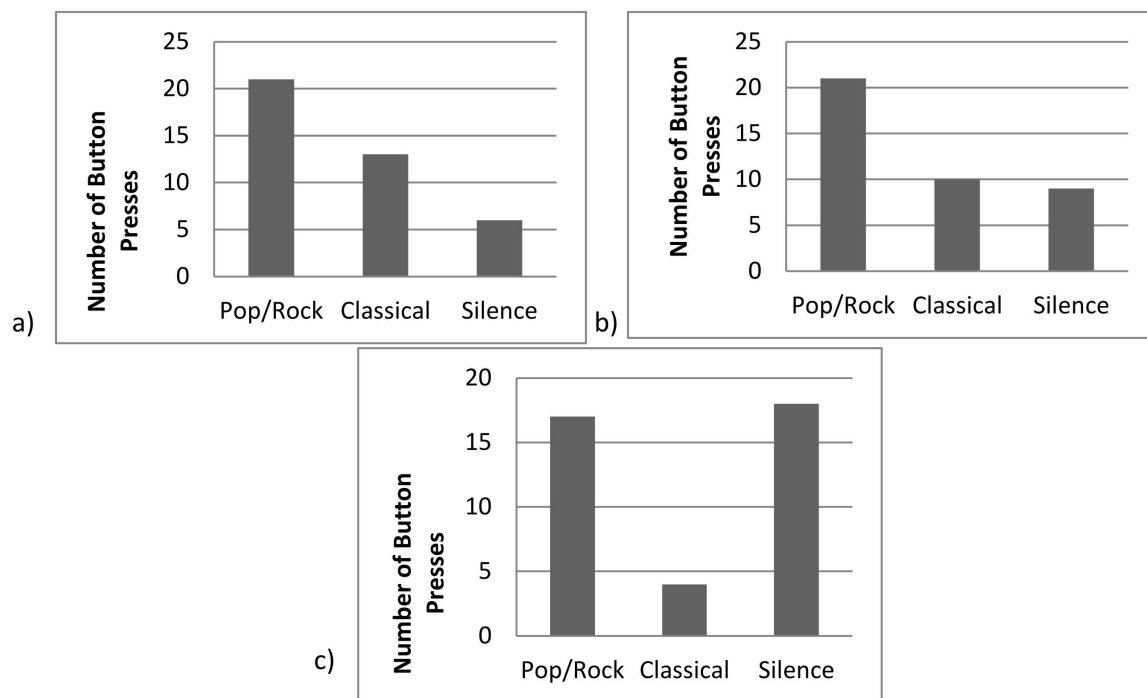 Number of Button
Presses
25
20
15
10
5
0
Pop/Rock Classical Silence
a)
Number of Button
Presses
25
20
15
10
5
0
Pop/Rock Classical Silence
b)
Number of Button
Presses
20
15
10
5
0
Pop/Rock Classical Silence
c)